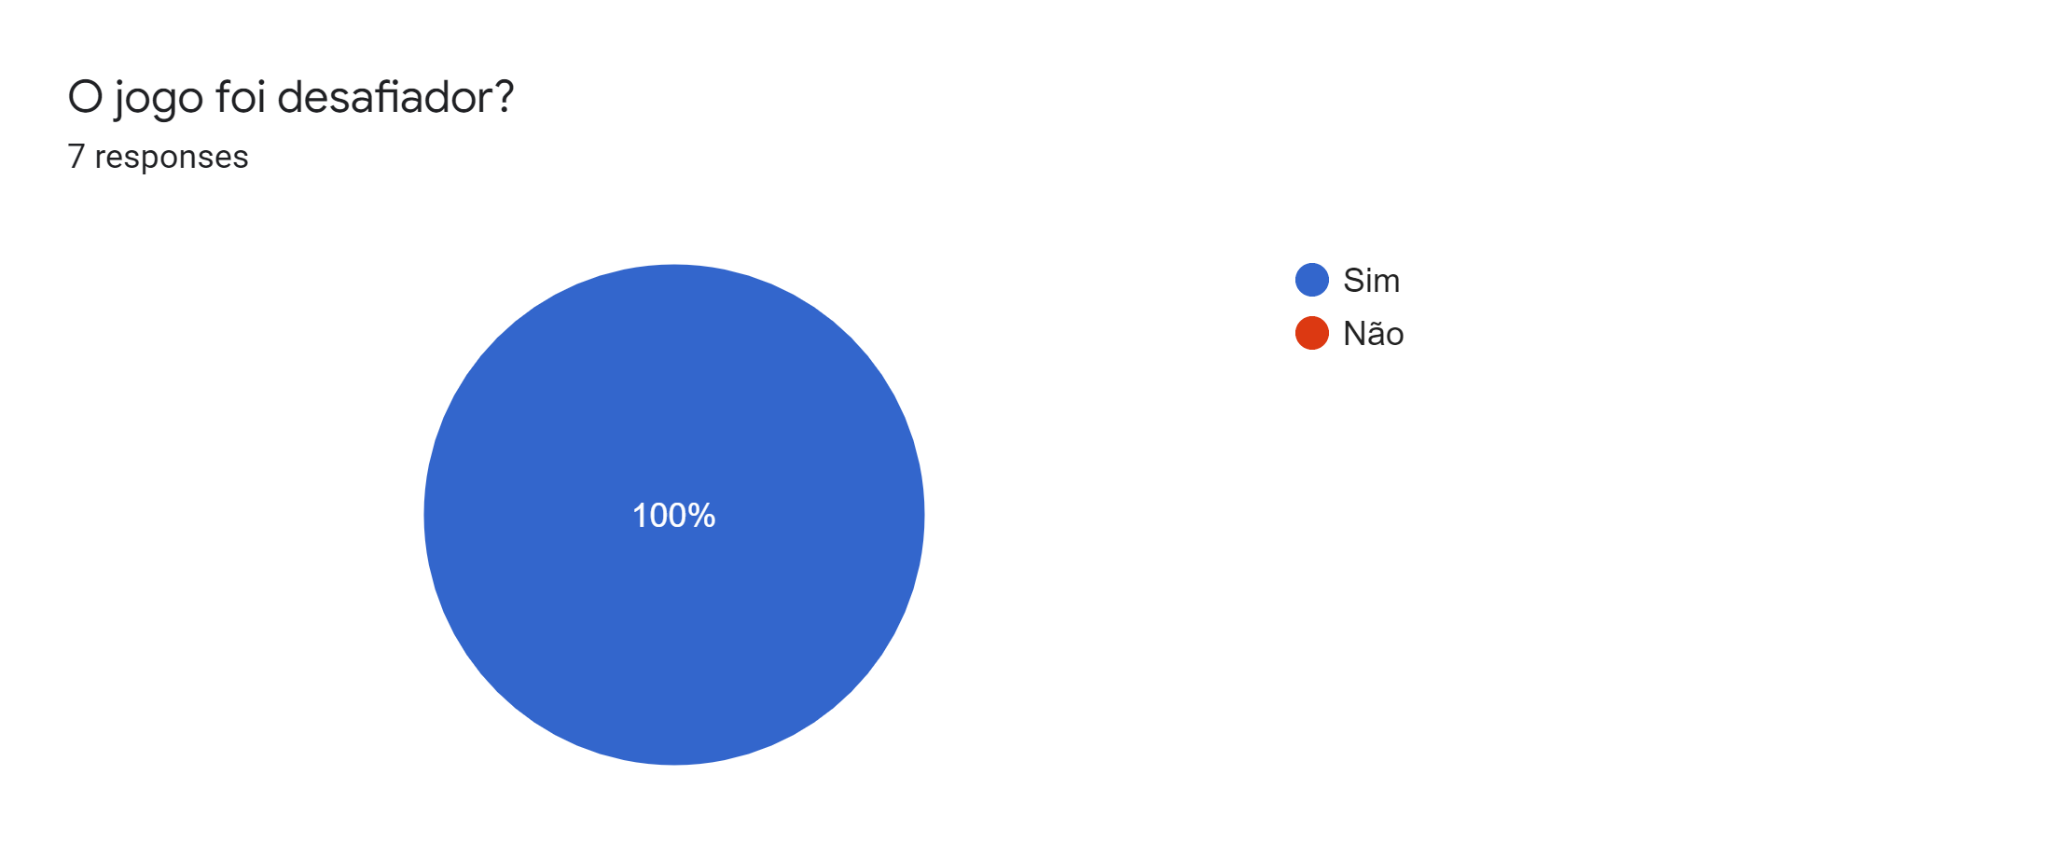 O jogo foi desafiador?
7 responses
Sim
Não
100%